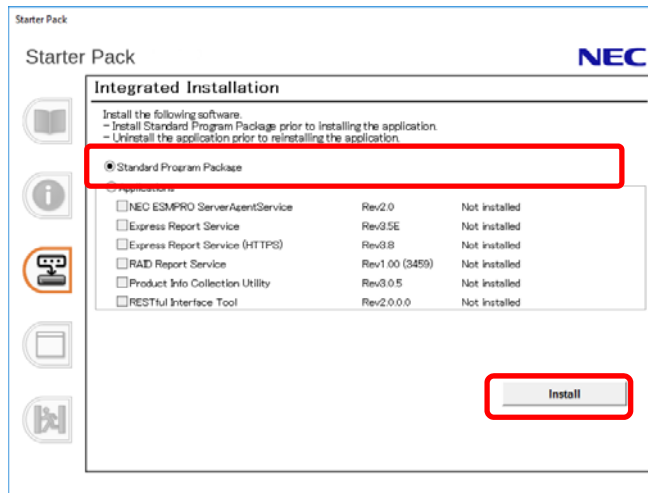 Starter Pack
Starter Pack
NEC
Integrated Installation
Install the following software.
- Install Standard Program Package prior to installing the application.
- Uninstall the application prior to reinstalling the application.
Standard Program Package
Applications
NEC ESMPRO ServerAgentService Rev2.0 Not installed
Express Report Service Rev3.5E Not installed
Express Report Service (HTTPS) Rev3.8 Not installed
RAID Report Service Rev1.00 (3459) Not installed
Product Info Collection Utility Rev3.0.5 Not installed
RESTful Interface Tool Rev2.0.0.0 Not installed
Install